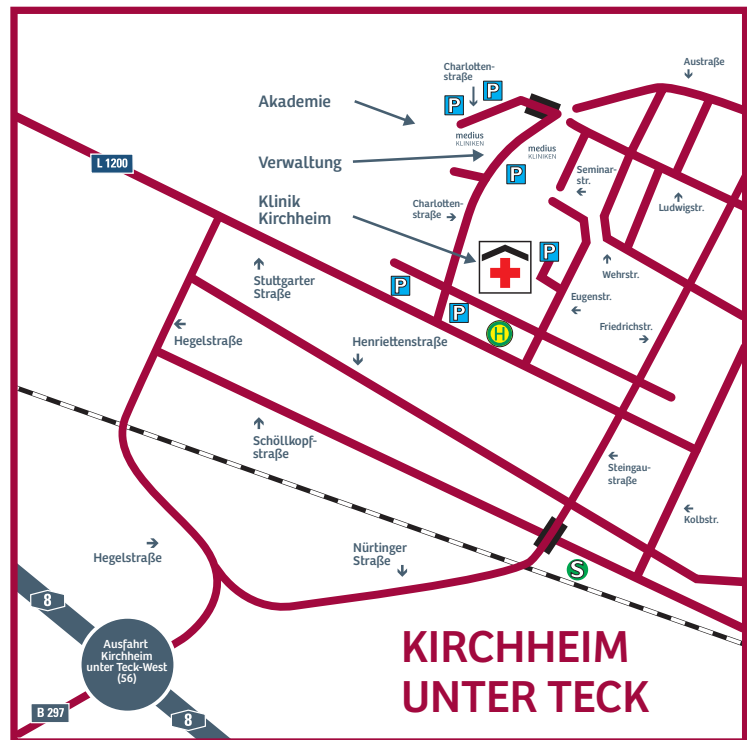 Charlotten-
straße
Austraße
P
P
Akademie
medius
KLINIKEN
medius
KLINIKEN
L 1200
Verwaltung
P
Seminar-
str.
Klinik
Kirchheim
Charlotten-
straße
Ludwigstr.
P
Wehrstr.
Stuttgarter
Straße
P
Eugenstr.
P
H
Friedrichstr.
Hegelstraße
Henriettenstraße
Schöllkopf-
straße
Steingau-
straße
Kolbstr.
Hegelstraße
Nürtinger
Straße
S
8
Ausfahrt
Kirchheim
unter Teck-West
(56)
KIRCHHEIM
UNTER TECK
B 297
8